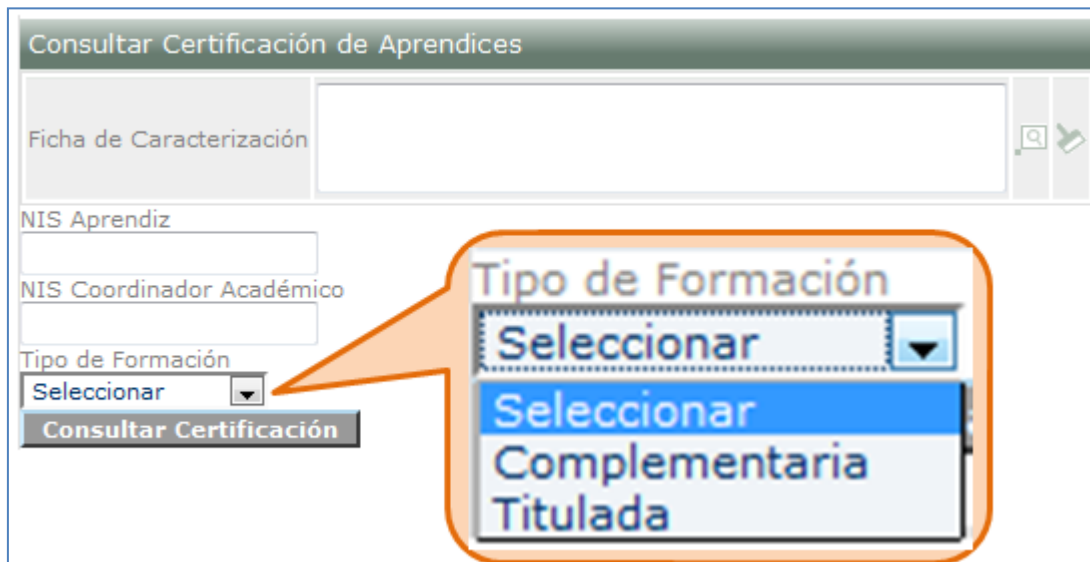 Consultar Certificación de Aprendices
Ficha de Caracterización
NIS Aprendiz
NIS Coordinador Académico
Tipo de Formación
Seleccionar
Consultar Certificación
Tipo de Formación
Seleccionar
Seleccionar
Complementaria
Titulada